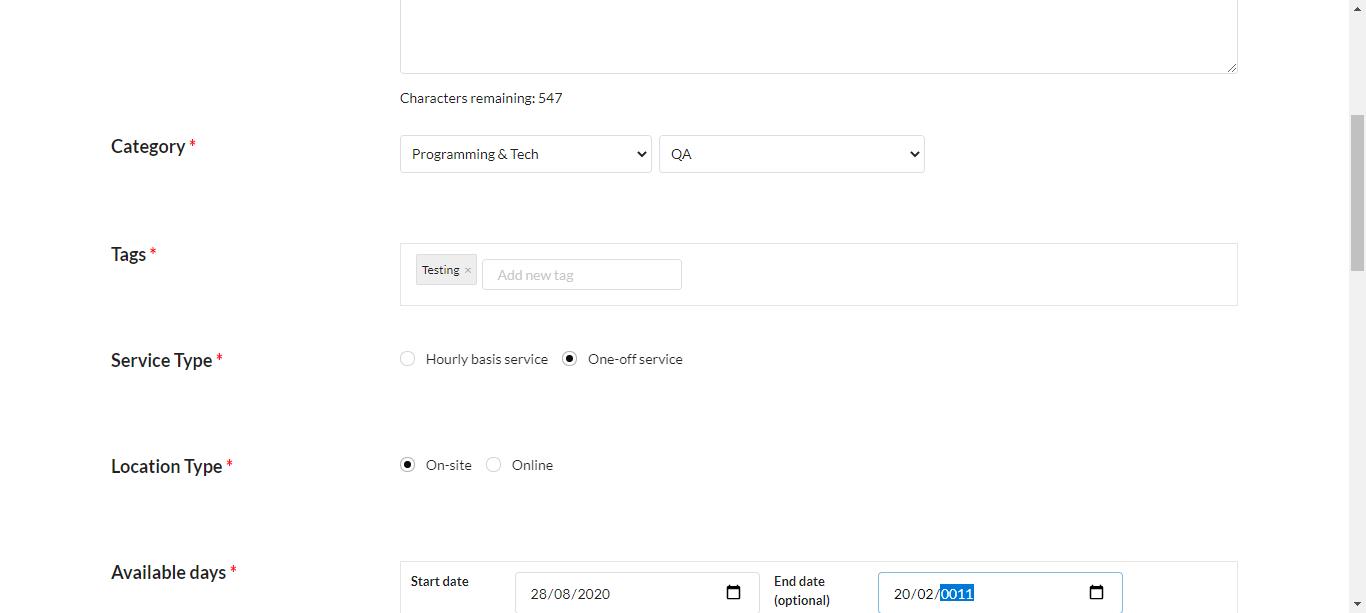 Characters remaining: 547
Category *
Programming & Tech
QA
Tags *
Testing ×
Add new tag
Service Type *
Hourly basis service
One-off service
Location Type *
On-site
Online
Available days *
Start date
28/08/2020
End date
(optional)
20/02/0011